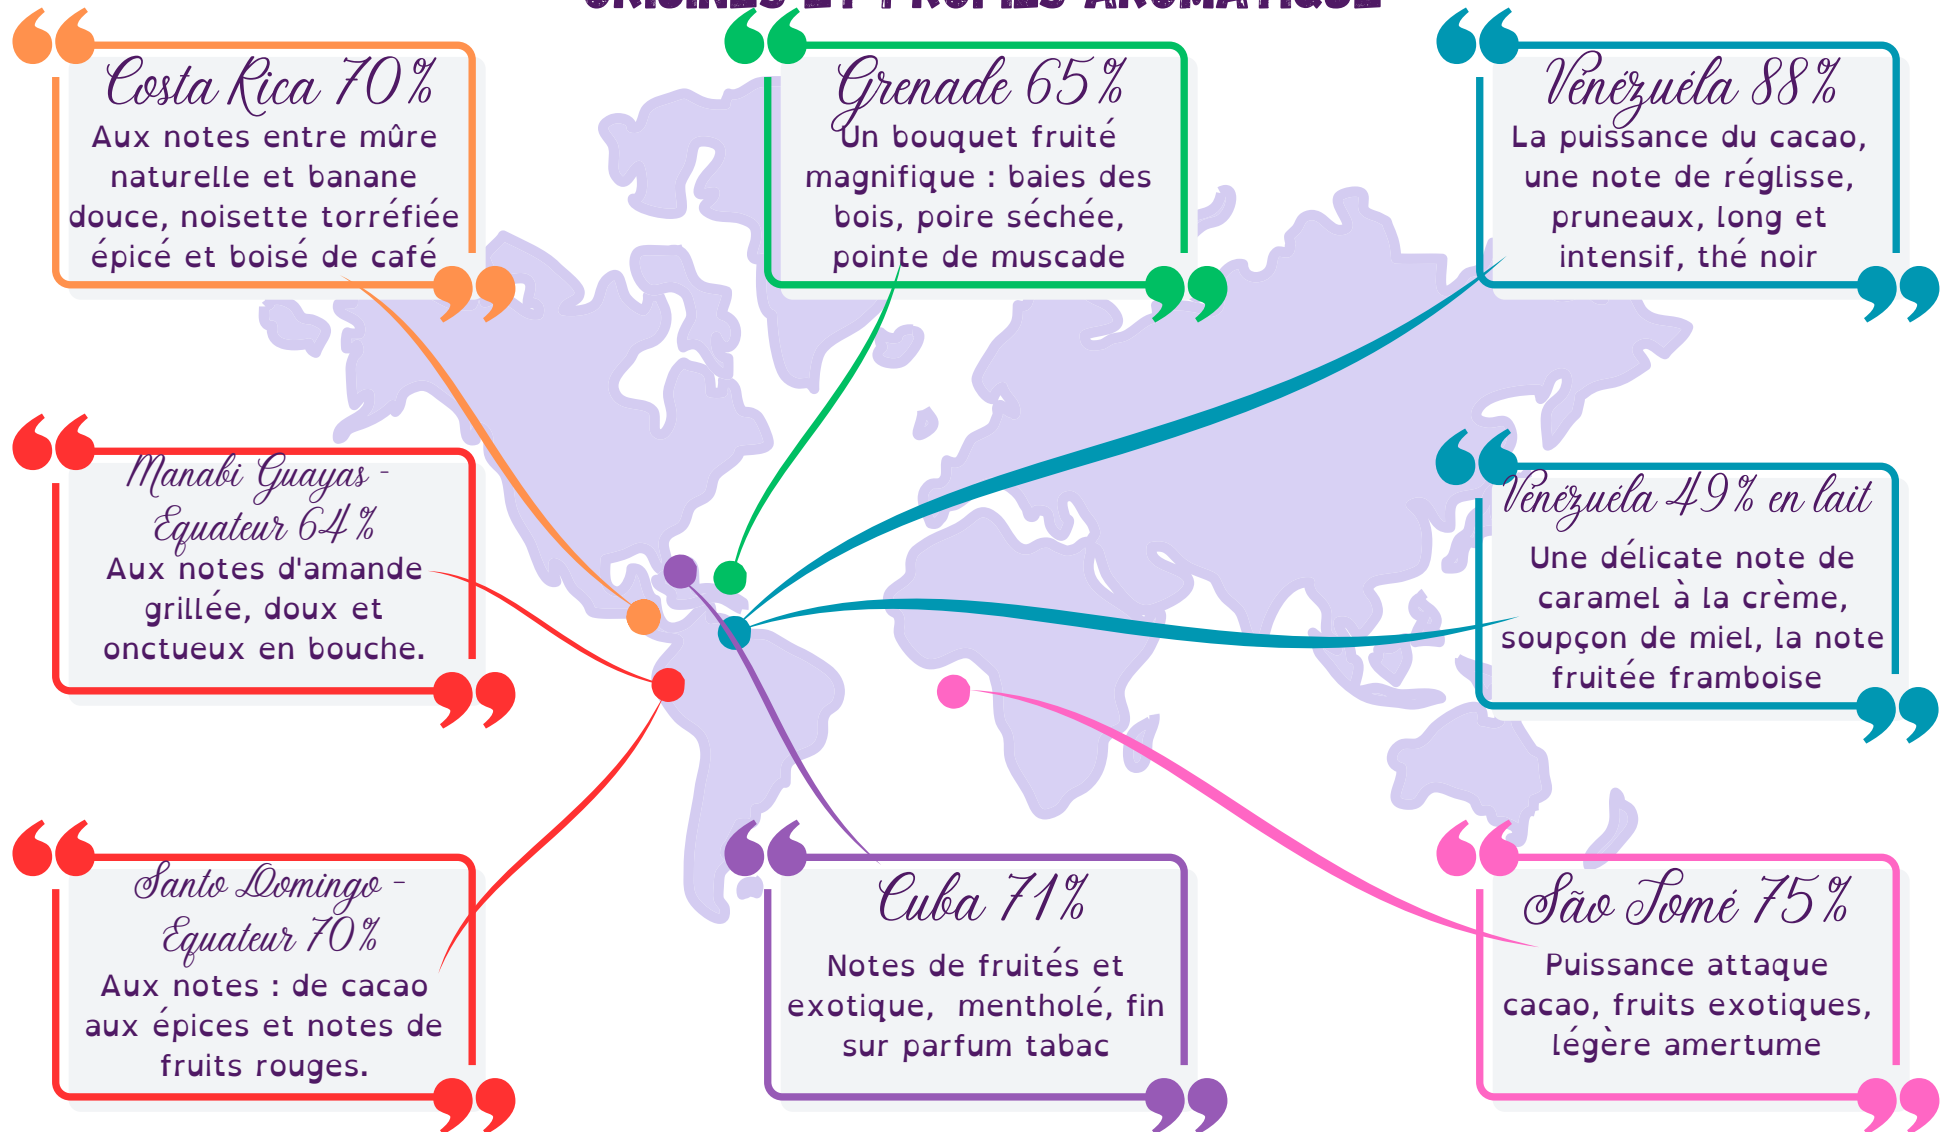 ORIGINES ET PROFILS AROMATIQUE
Costa Rica 70%
Aux notes entre mûre
naturelle et banane
douce, noisette torréfiée
épicé et boisé de café
Grenade 65%
Un bouquet fruité
magnifique : baies des
bois, poire séchée,
pointe de muscade
Vénézuéla 88%
La puissance du cacao,
une note de réglisse,
pruneaux, long et
intensif, thé noir
Manabi Guayas -
Equateur 64%
Aux notes d'amande
grillée, doux et
onctueux en bouche.
Vénézuéla 49% en lait
Une délicate note de
caramel à la crème,
soupçon de miel, la note
fruitée framboise
Santo Domingo -
Equateur 70%
Aux notes : de cacao
aux épices et notes de
fruits rouges.
Cuba 71%
Notes de fruités et
exotique, mentholé, fin
sur parfum tabac
São Tomé 75%
Puissance attaque
cacao, fruits exotiques,
légère amertume